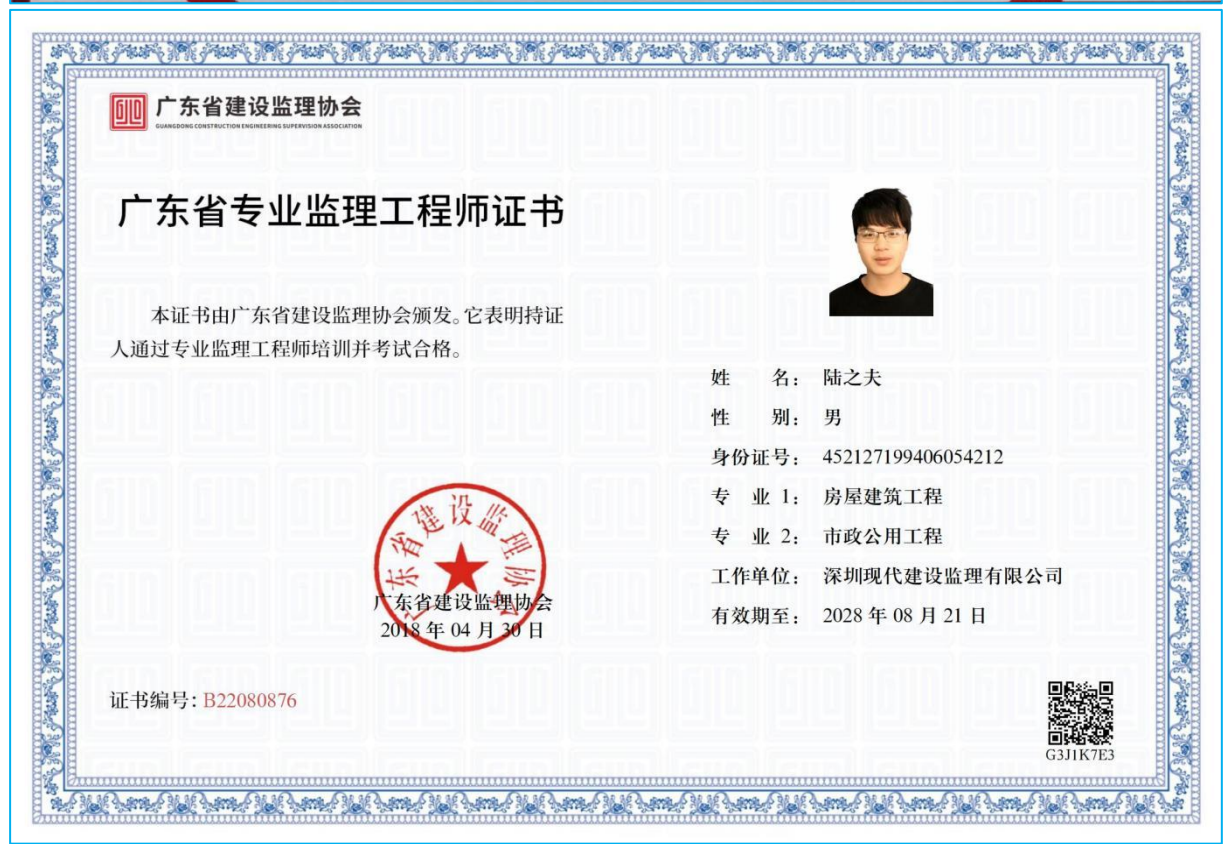 广东省建设监理协会
GUANGDONG CONSTRUCTION ENGINEERING SUPERVISION ASSOCIATION
广东省专业监理工程师证书
本证书由广东省建设监理协会颁发。它表明持证
人通过专业监理工程师培训并考试合格。
姓 名: 陆之夫
性 别: 男
身份证号: 452127199406054212
专 业 1: 房屋建筑工程
专 业 2: 市政公用工程
工作单位: 深圳现代建设监理有限公司
有效期至: 2028 年 08 月 21 日
广东省建设监理协会
广东省建设监理协会
2018 年 04 月 30 日
证书编号: B22080876
G3J1K7E3